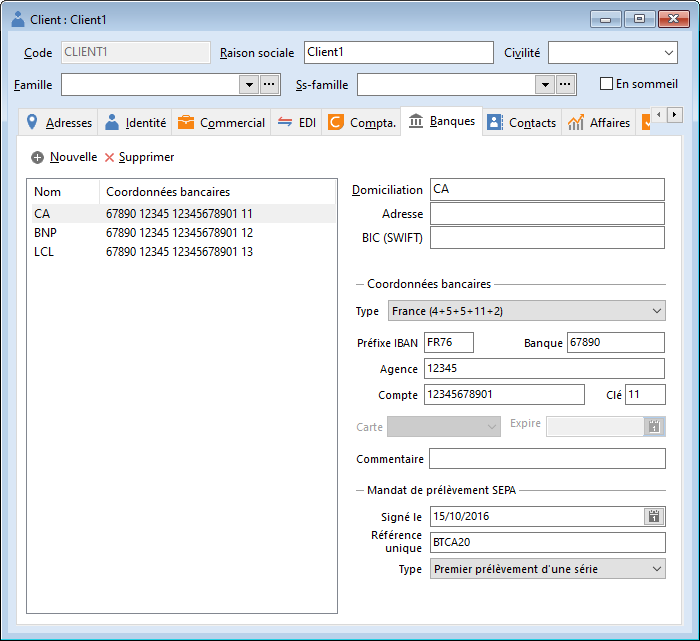 Client : Client1
Code CLIENT1 Raison sociale Client1 Civilité
Famille Ss-famille En sommeil
Adresses Identité Commercial EDI Compta. Banques Contacts Affaires
Nouvelle Supprimer
Nom Coordonnées bancaires
CA 67890 12345 12345678901 11
BNP 67890 12345 12345678901 12
LCL 67890 12345 12345678901 13
Domiciliation CA
Adresse
BIC (SWIFT)
Coordonnées bancaires
Type France (4+5+5+11+2)
Préfixe IBAN FR76 Banque 67890
Agence 12345
Compte 12345678901 Clé 11
Carte Expire
Commentaire
Mandat de prélèvement SEPA
Signé le 15/10/2016
Référence
unique BTCA20
Type Premier prélèvement d'une série